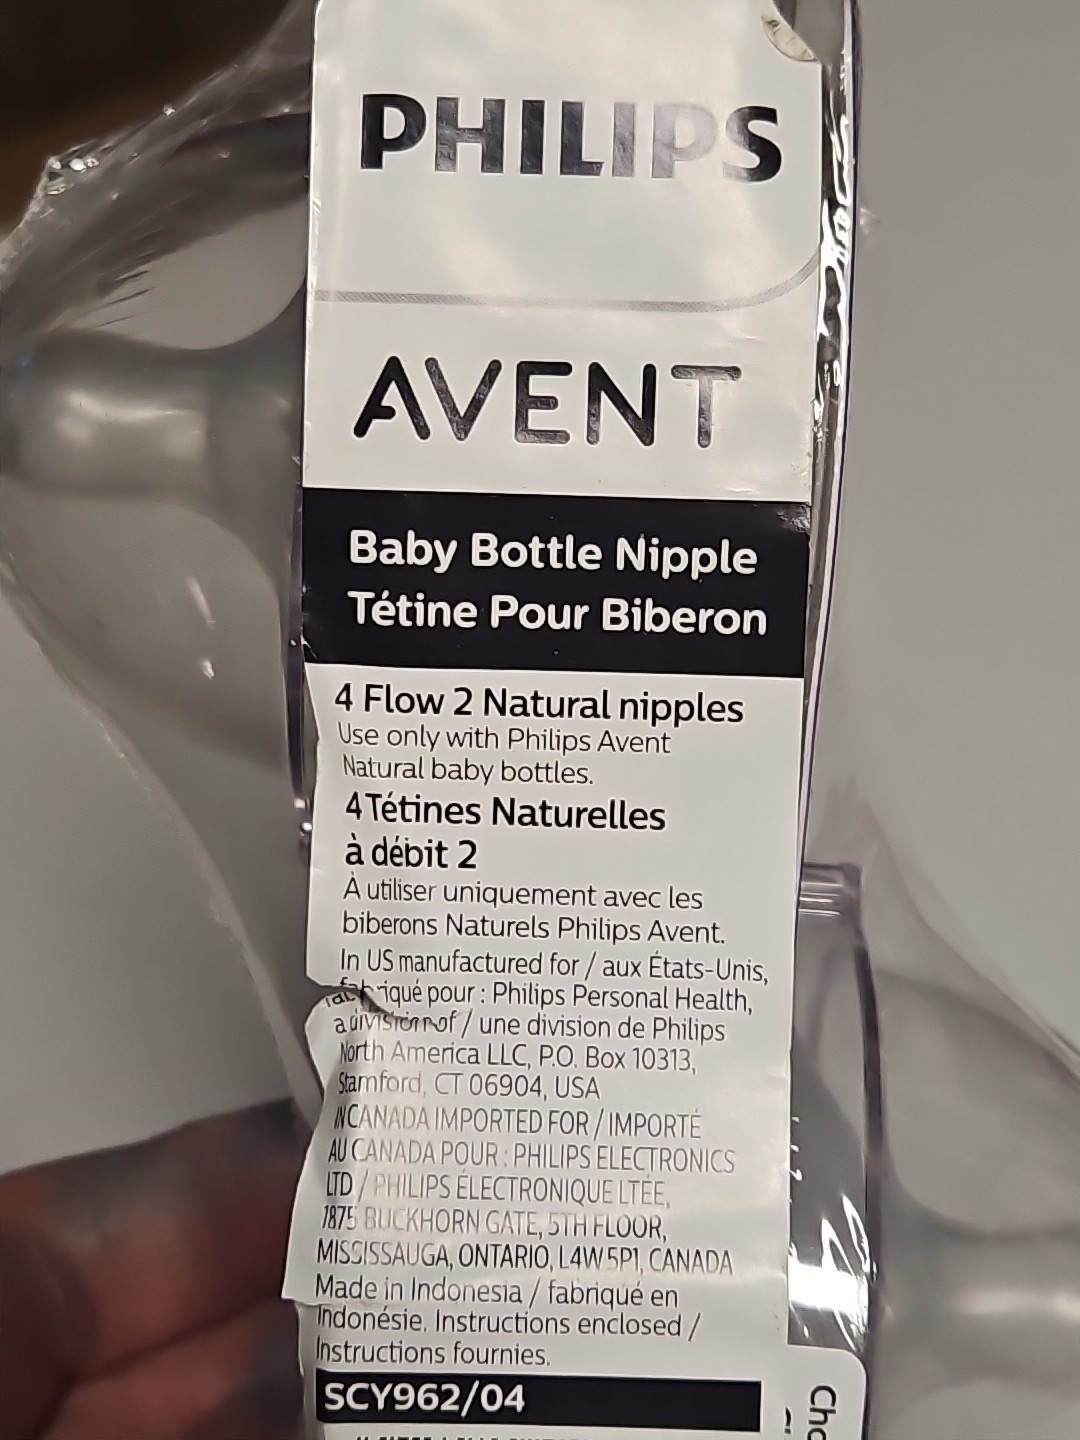 PHILIPS
AVENT
Baby Bottle Nipple
Tétine Pour Biberon
4 Flow 2 Natural nipples
Use only with Philips Avent
Natural baby bottles.
4 Tétines Naturelles
à débit 2
À utiliser uniquement avec les
biberons Naturels Philips Avent.
In US manufactured for / aux États-Unis,
fabriqué pour : Philips Personal Health,
a division of / une division de Philips
North America LLC, P.O. Box 10313,
Stamford, CT 06904, USA
IN CANADA IMPORTED FOR / IMPORTÉ
AU CANADA POUR : PHILIPS ELECTRONICS
LTD / PHILIPS ÉLECTRONIQUE LTÉE,
1875 BUCKHORN GATE, 5TH FLOOR,
MISSISSAUGA, ONTARIO, L4W 5P1, CANADA
Made in Indonesia / fabriqué en
Indonésie. Instructions enclosed /
Instructions fournies.
SCY962/04